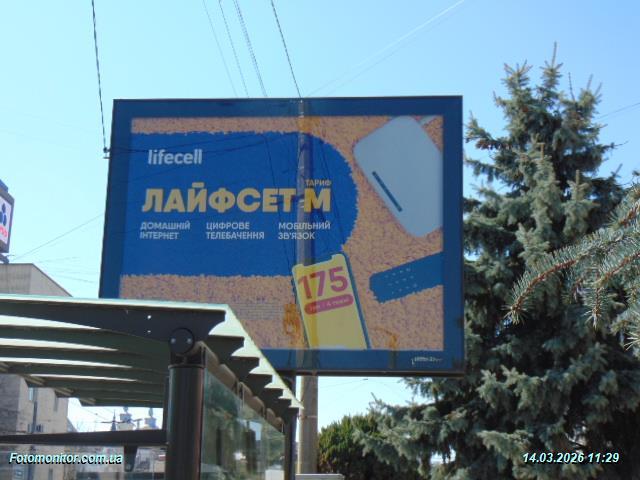 lifecell
ТАРИФ
ЛАЙФСЕТ М
ДОМАШНІЙ
ІНТЕРНЕТ
ЦИФРОВЕ
ТЕЛЕБАЧЕННЯ
МОБІЛЬНИЙ
ЗВ'ЯЗОК
175
Fotomonitor.com.ua
14.03.2026 11:29